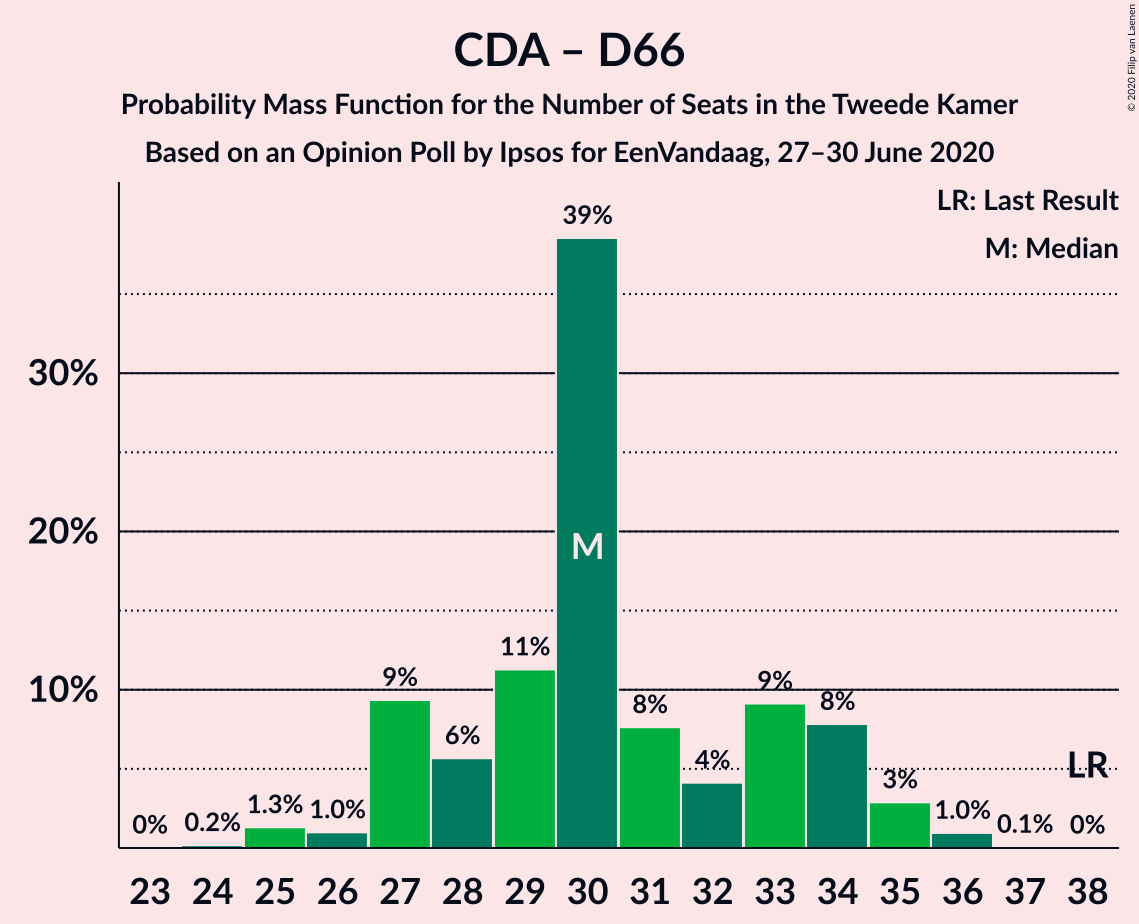 CDA – D66
Probability Mass Function for the Number of Seats in the Tweede Kamer
Based on an Opinion Poll by Ipsos for EenVandaag, 27–30 June 2020
© 2020 Filip van Laenen
LR: Last Result
M: Median
30%
20%
10%
0%
0.2%
1.3%
1.0%
9%
6%
11%
39%
M
8%
4%
9%
8%
3%
1.0%
0.1%
0%
LR
23 24 25 26 27 28 29 30 31 32 33 34 35 36 37 38